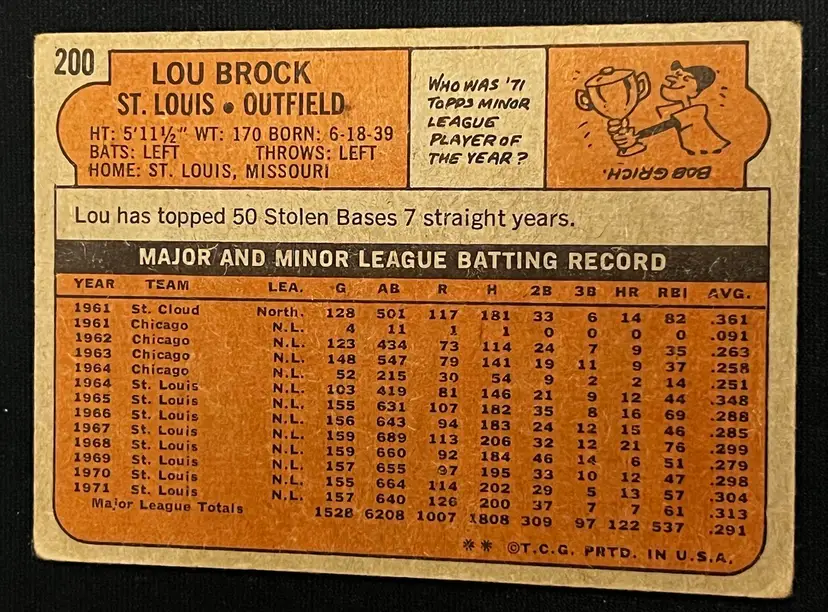 200
LOU BROCK
ST. LOUIS • OUTFIELD
HT: 5'11½" WT: 170 BORN: 6-18-39
BATS: LEFT THROWS: LEFT
HOME: ST. LOUIS, MISSOURI
WHO WAS '71
TOPPS MINOR
LEAGUE
PLAYER OF
THE YEAR?
BOB GRICH.
Lou has topped 50 Stolen Bases 7 straight years.
MAJOR AND MINOR LEAGUE BATTING RECORD
YEAR TEAM LEA. G AB R H 2B 3B HR RBI AVG.
1961 St. Cloud North. 128 501 117 181 33 6 14 82 .361
1961 Chicago N.L. 4 11 1 1 0 0 0 0 .091
1962 Chicago N.L. 123 434 73 114 24 7 9 35 .263
1963 Chicago N.L. 148 547 79 141 19 11 9 37 .258
1964 Chicago N.L. 52 215 30 54 9 2 2 14 .251
1964 St. Louis N.L. 103 419 81 146 21 9 12 44 .348
1965 St. Louis N.L. 155 631 107 182 35 8 16 69 .288
1966 St. Louis N.L. 156 643 94 183 24 12 15 46 .285
1967 St. Louis N.L. 159 689 113 206 32 12 21 76 .299
1968 St. Louis N.L. 159 660 92 184 46 14 6 51 .279
1969 St. Louis N.L. 157 655 97 195 33 10 12 47 .298
1970 St. Louis N.L. 155 664 114 202 29 5 13 57 .304
1971 St. Louis N.L. 157 640 126 200 37 7 7 61 .313
Major League Totals 1528 6208 1007 1808 309 97 122 537 .291
** ©T.C.G. PRTD. IN U.S.A.